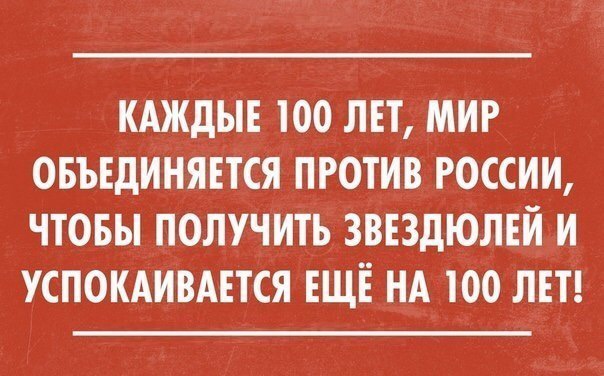 КАЖДЫЕ 100 ЛЕТ, МИР
ОБЪЕДИНЯЕТСЯ ПРОТИВ РОССИИ,
ЧТОБЫ ПОЛУЧИТЬ ЗВЕЗДЮЛЕЙ И
УСПОКАИВАЕТСЯ ЕЩЁ НА 100 ЛЕТ!